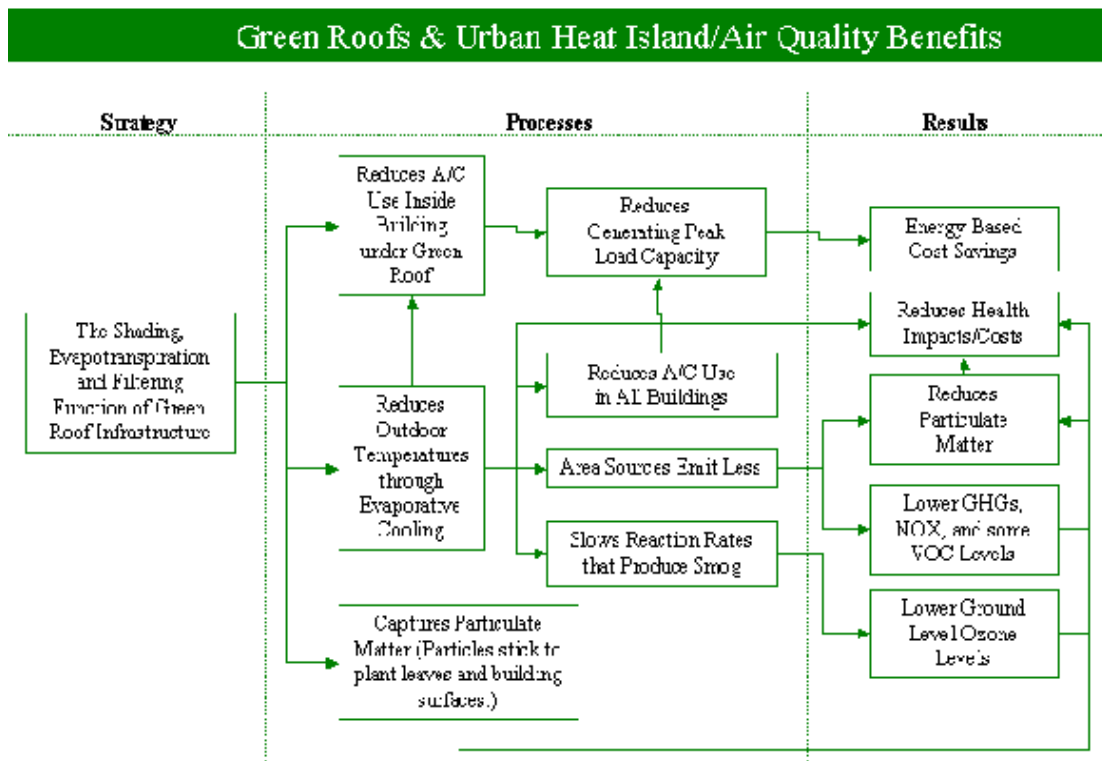 Green Roofs & Urban Heat Island/Air Quality Benefits
Strategy
Processes
Results
The Shading,
Evapotranspiration
and Filtering
Function of Green
Roof Infrastructure
Reduces A/C
Use Inside
Building
under Green
Roof
Reduces
Outdoor
Temperatures
through
Evaporative
Cooling
Captures Particulate
Matter (Particles stick to
plant leaves and building
surfaces.)
Reduces
Generating Peak
Load Capacity
Reduces A/C Use
in All Buildings
Area Sources Emit Less
Slows Reaction Rates
that Produce Smog
Energy Based
Cost Savings
Reduces Health
Impacts/Costs
Reduces
Particulate
Matter
Lower GHGs,
NOX, and some
VOC Levels
Lower Ground
Level Ozone
Levels